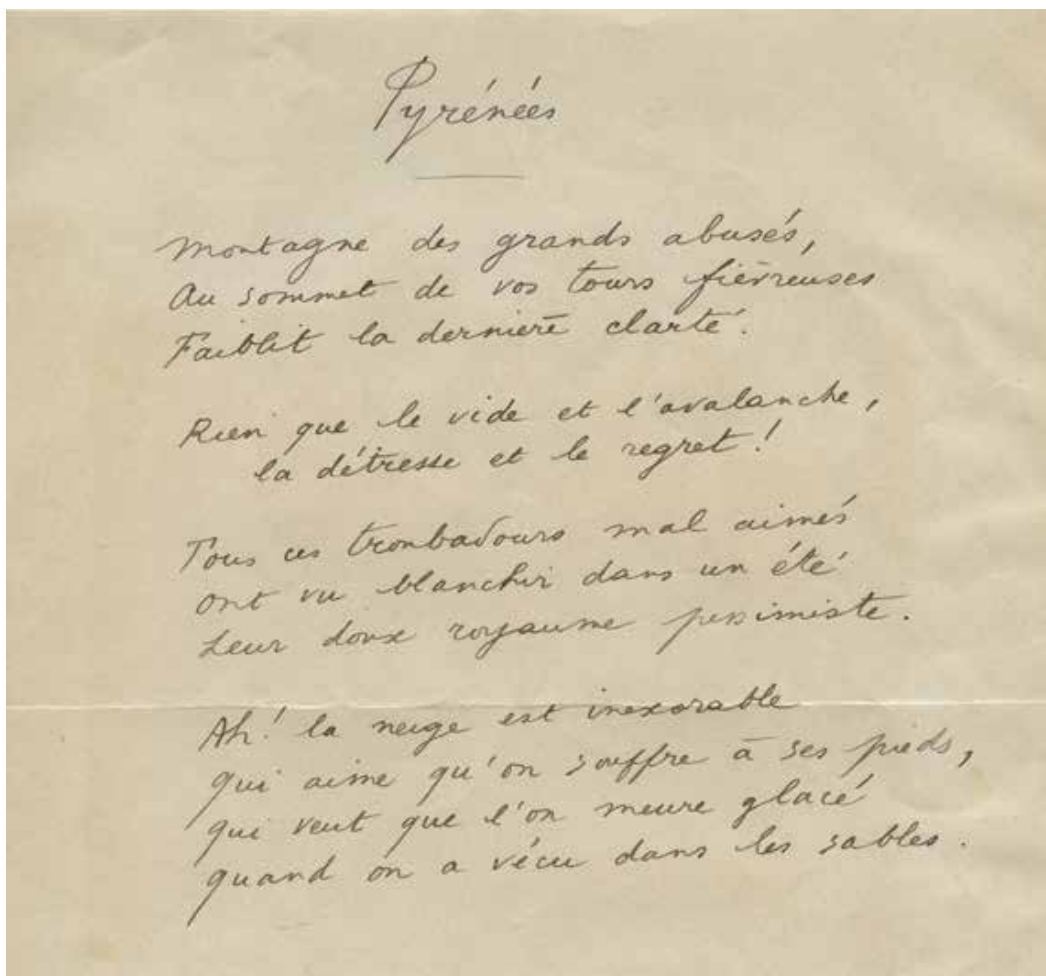 Pyrénées
Montagne des grands abusés,
Au sommet de vos tours fiévreuses
Faiblit la dernière clarté.
Rien que le vide et l'avalanche,
la détresse et le regret!
Tous ces troubadours mal aimés
ont vu blanchir dans un été
Leur doux royaume pessimiste.
Ah! la neige est inexorable
qui aime qu'on souffre à ses pieds,
qui veut que l'on meure glacé
quand on a vécu dans les sables.